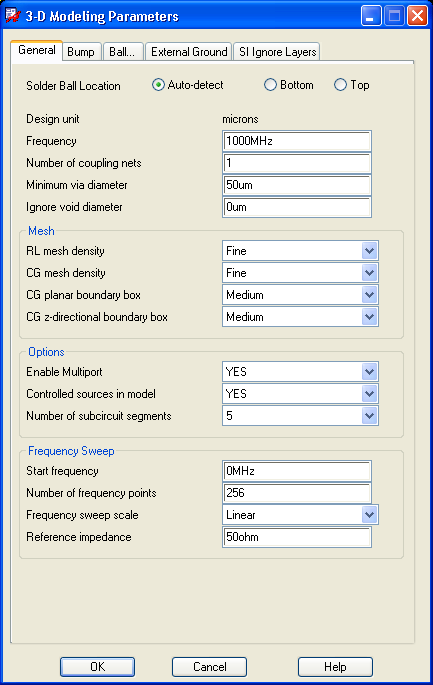 3-D Modeling Parameters
General Bump Ball... External Ground SI Ignore Layers
Solder Ball Location Auto-detect Bottom Top
Design unit microns
Frequency 1000MHz
Number of coupling nets 1
Minimum via diameter 50um
Ignore void diameter 0um
Mesh
RL mesh density Fine
CG mesh density Fine
CG planar boundary box Medium
CG z-directional boundary box Medium
Options
Enable Multiport YES
Controlled sources in model YES
Number of subcircuit segments 5
Frequency Sweep
Start frequency 0MHz
Number of frequency points 256
Frequency sweep scale Linear
Reference impedance 50ohm
OK Cancel Help